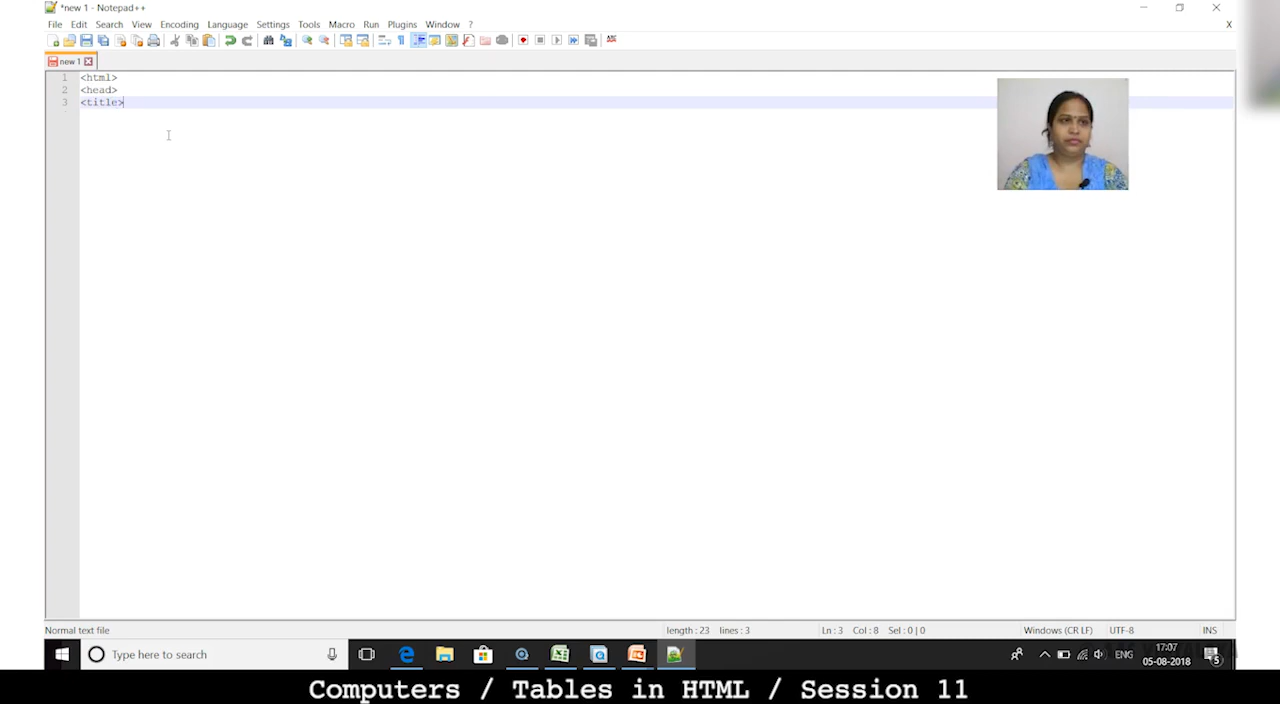 *new 1 - Notepad++
File Edit Search View Encoding Language Settings Tools Macro Run Plugins Window ? X
new 1
1 <html>
2 <head>
3 <title>
Normal text file length : 23 lines : 3 Ln : 3 Col : 8 Sel : 0 | 0 Windows (CR LF) UTF-8 INS
Type here to search ENG 17:07
05-08-2018 5
Computers / Tables in HTML / Session 11